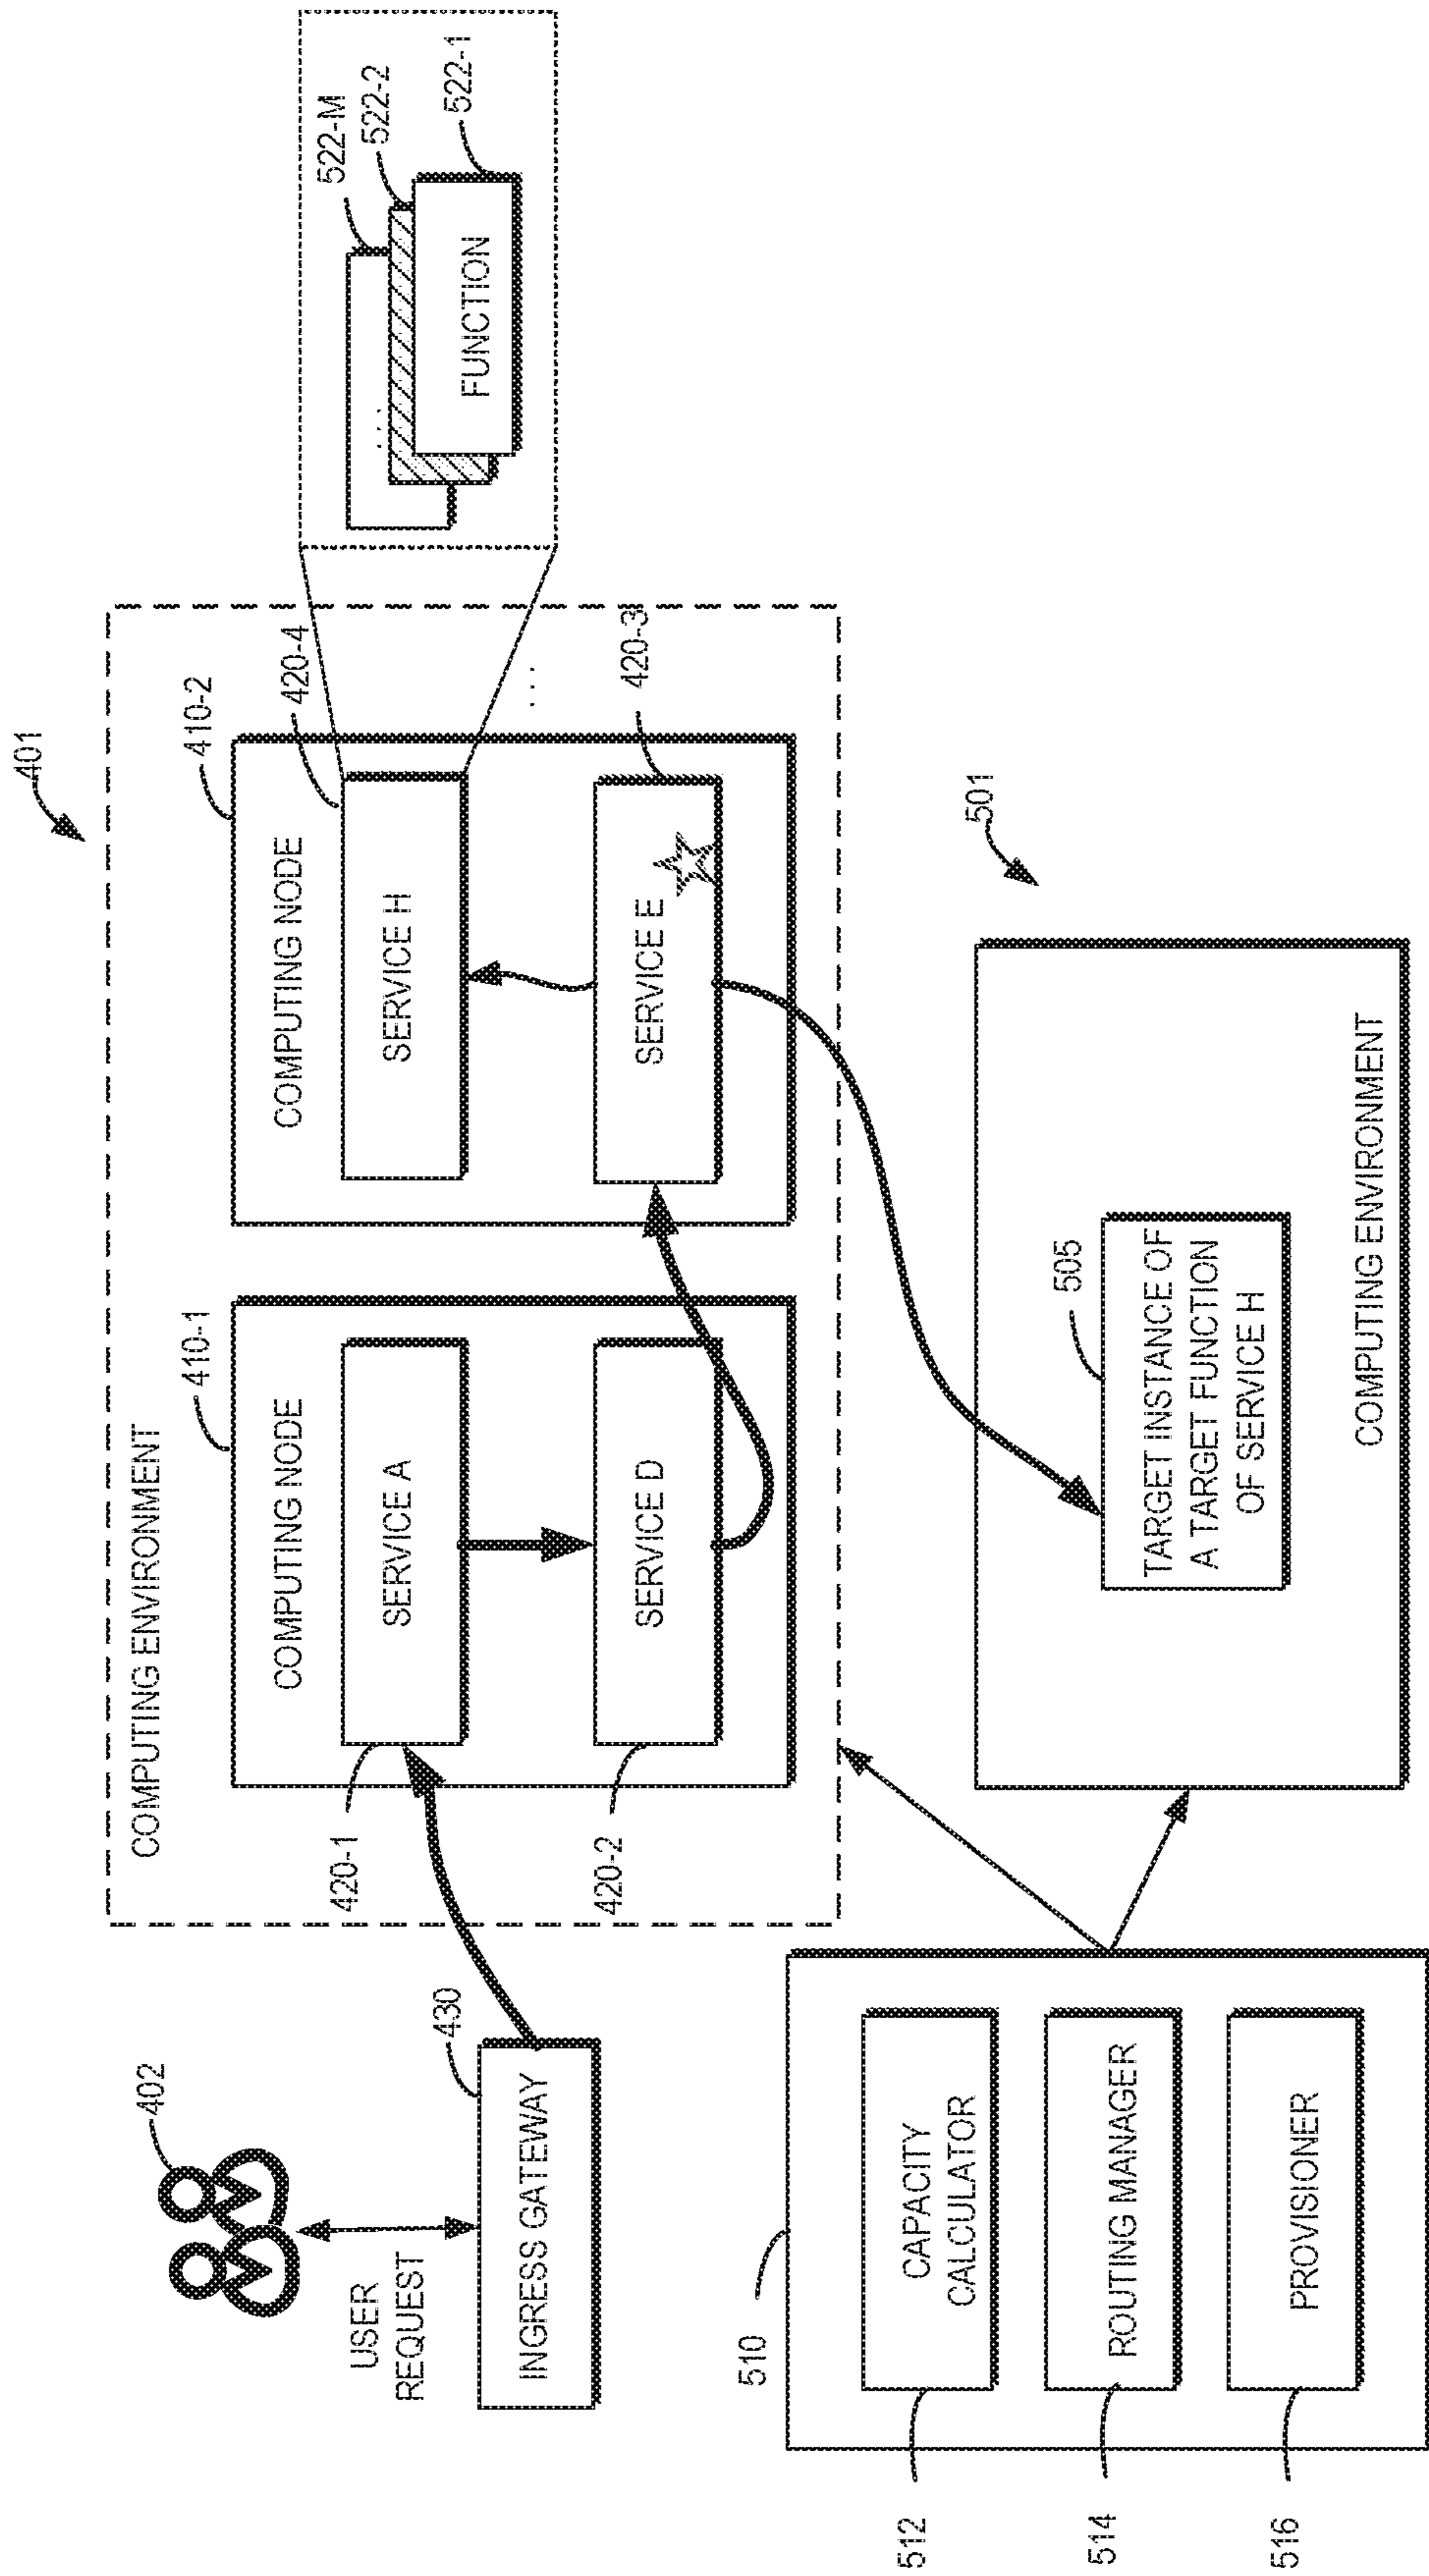 401
402
USER
REQUEST
430
INGRESS GATEWAY
COMPUTING ENVIRONMENT
410-1
COMPUTING NODE
420-1
SERVICE A
420-2
SERVICE D
410-2
COMPUTING NODE
420-4
SERVICE H
420-3
SERVICE E
. . .
522-M
522-2
522-1
. . .
FUNCTION
510
CAPACITY
CALCULATOR
512
ROUTING MANAGER
514
PROVISIONER
516
501
505
TARGET INSTANCE OF
A TARGET FUNCTION
OF SERVICE H
COMPUTING ENVIRONMENT